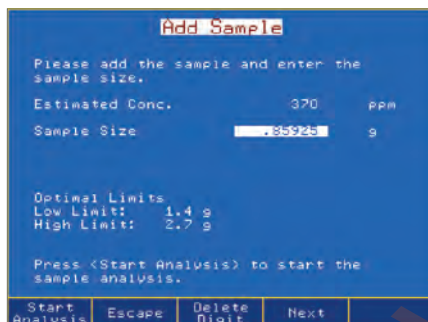 Add Sample
Please add the sample and enter the
sample size.
Estimated Conc. 370 ppm
Sample Size .85925 g
Optimal Limits
Low Limit: 1.4 g
High Limit: 2.7 g
Press <Start Analysis> to start the
sample analysis.
Start Analysis Escape Delete Digit Next